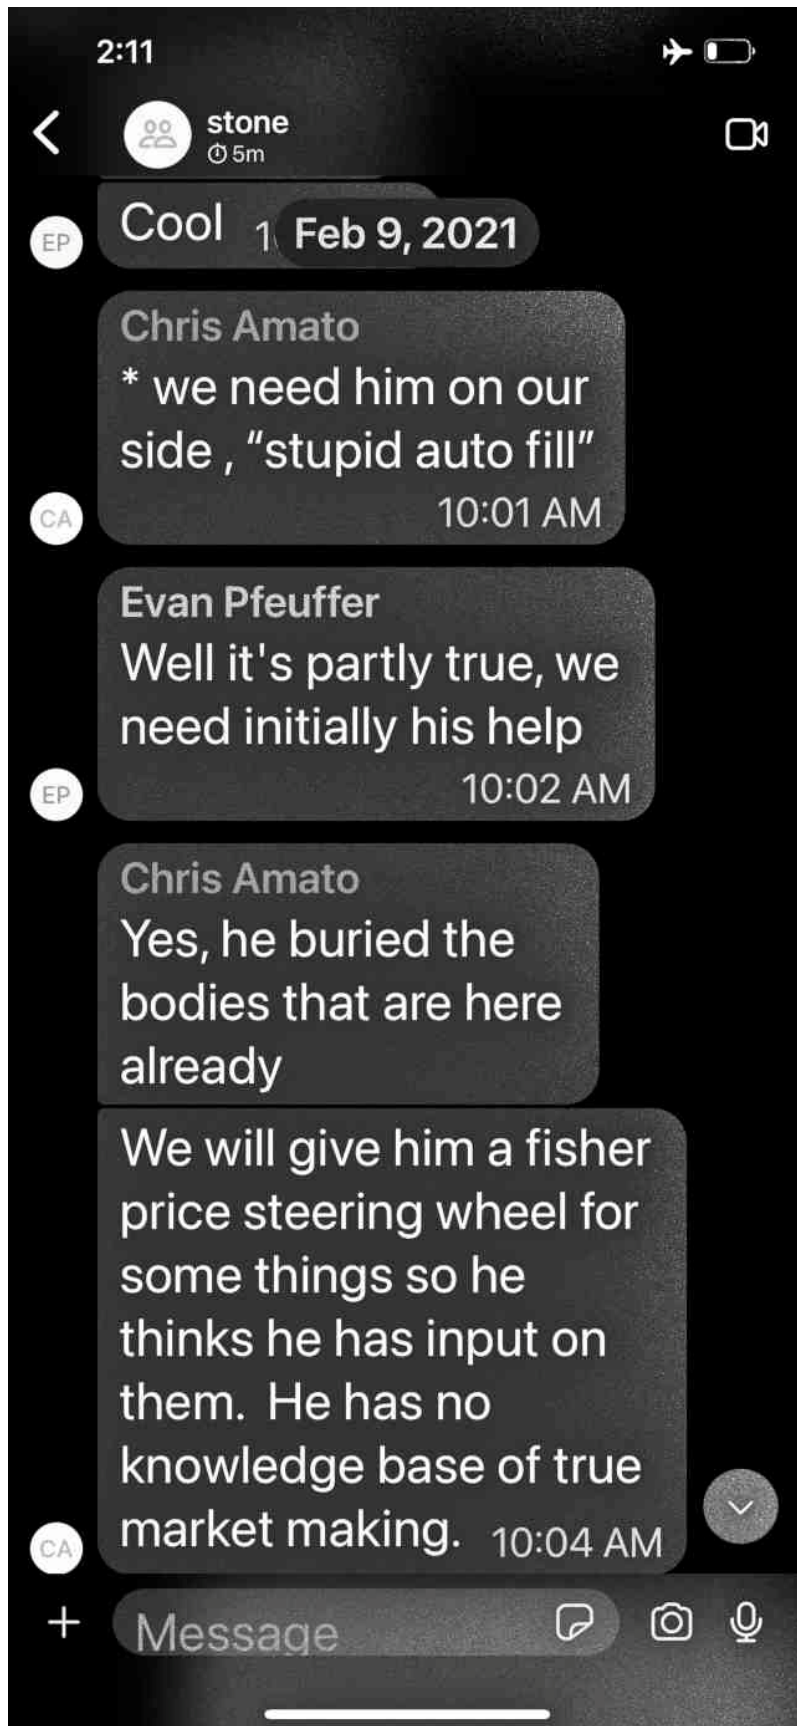 2:11
stone
5m
EP
Cool
Feb 9, 2021
Chris Amato
* we need him on our
side , “stupid auto fill”
10:01 AM
CA
Evan Pfeuffer
Well it's partly true, we
need initially his help
10:02 AM
EP
Chris Amato
Yes, he buried the
bodies that are here
already
We will give him a fisher
price steering wheel for
some things so he
thinks he has input on
them.  He has no
knowledge base of true
market making. 10:04 AM
CA
Message